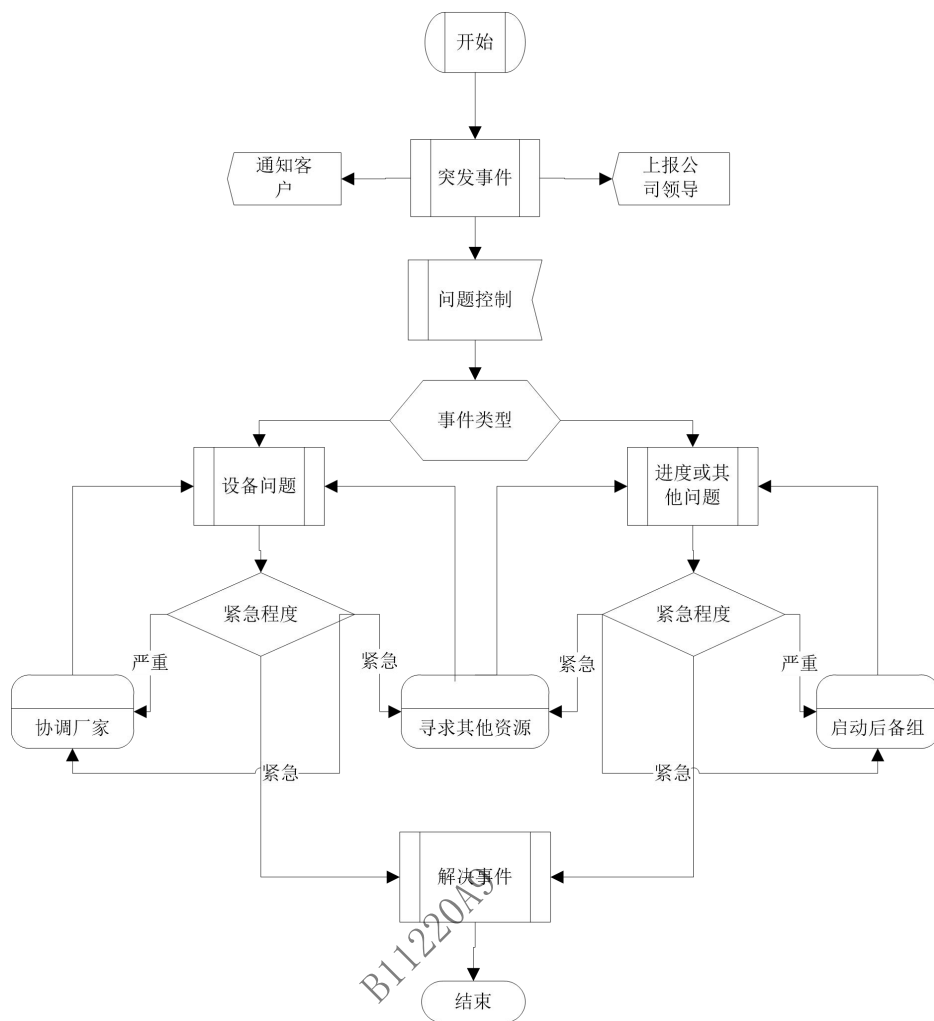 开始
通知客
户
突发事件
上报公
司领导
问题控制
事件类型
设备问题
进度或其
他问题
紧急程度
紧急程度
严重
紧急
紧急
严重
协调厂家
寻求其他资源
启动后备组
紧急
紧急
解决事件
B11220A9
结束